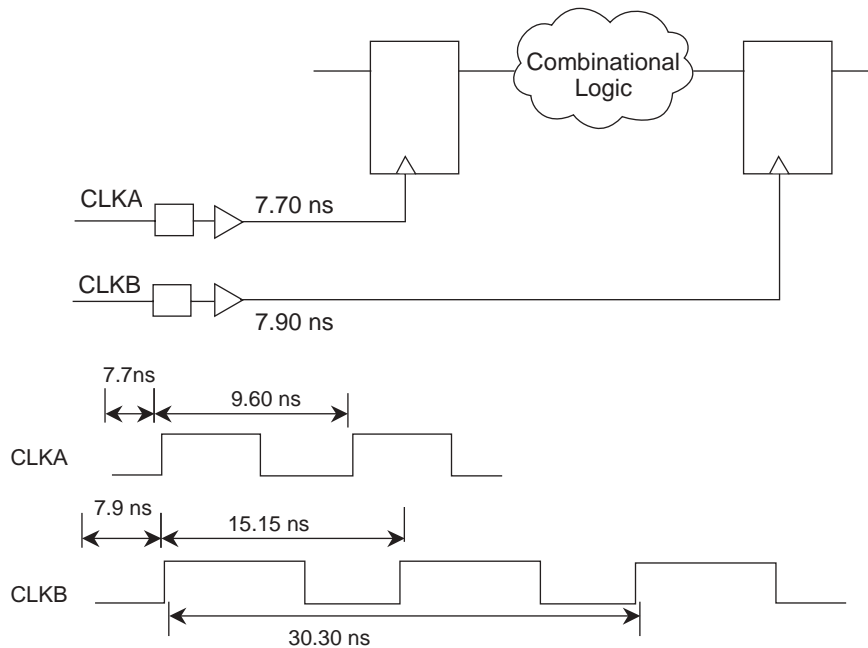 Combinational
Logic
CLKA
7.70 ns
CLKB
7.90 ns
7.7ns
9.60 ns
CLKA
7.9 ns
15.15 ns
CLKB
30.30 ns